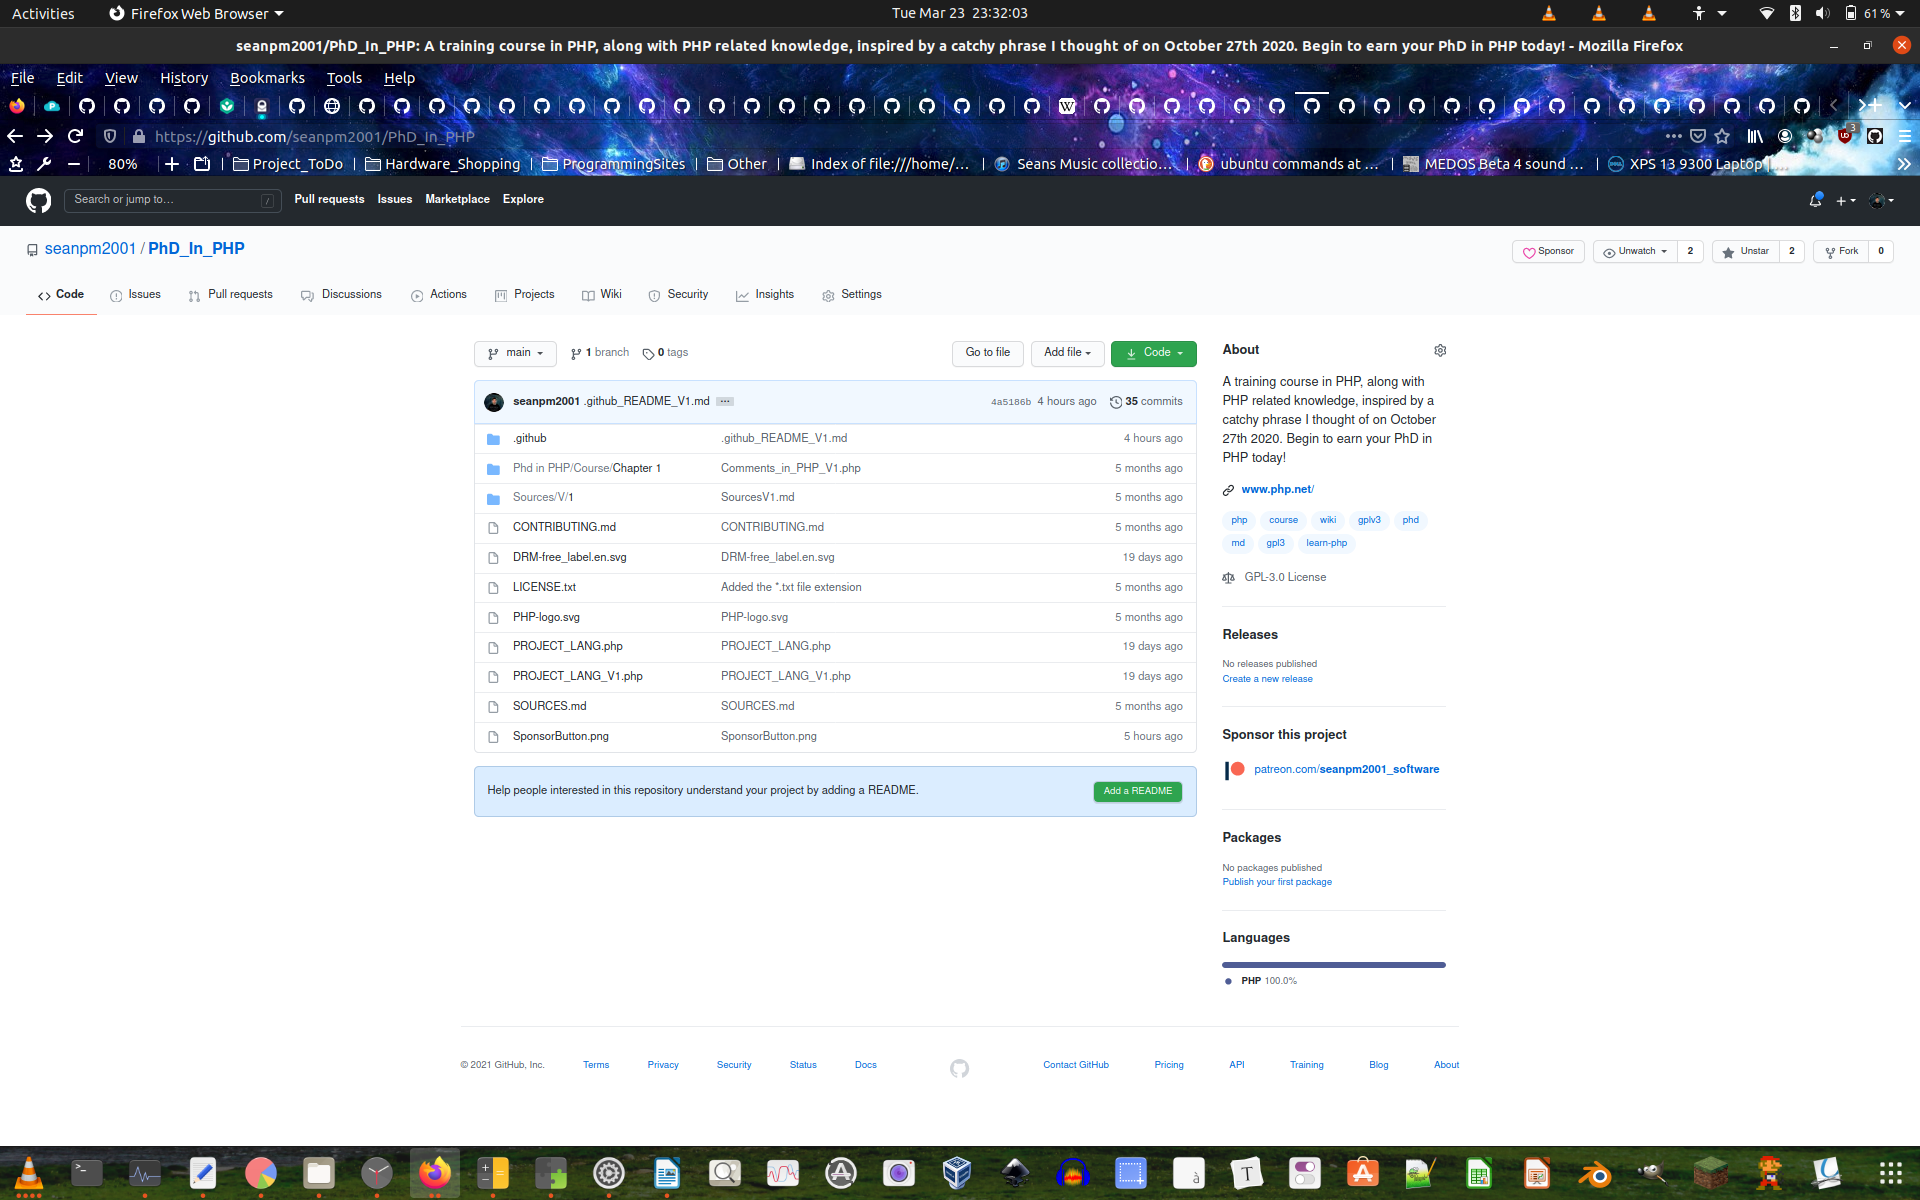 Activities Firefox Web Browser Tue Mar 23 23:32:03 61 %
seanpm2001/PhD_In_PHP: A training course in PHP, along with PHP related knowledge, inspired by a catchy phrase I thought of on October 27th 2020. Begin to earn your PhD in PHP today! - Mozilla Firefox
File Edit View History Bookmarks Tools Help
https://github.com/seanpm2001/PhD_In_PHP 3
80% Project_ToDo Hardware_Shopping ProgrammingSites Other Index of file:///home/... Seans Music collectio... ubuntu commands at ... MEDOS Beta 4 sound ... XPS 13 9300 Laptop
Search or jump to... / Pull requests Issues Marketplace Explore
seanpm2001 / PhD_In_PHP Sponsor Unwatch 2 Unstar 2 Fork 0
Code Issues Pull requests Discussions Actions Projects Wiki Security Insights Settings
main 1 branch 0 tags Go to file Add file Code
seanpm2001 .github_README_V1.md ... 4a5186b 4 hours ago 35 commits
.github .github_README_V1.md 4 hours ago
Phd in PHP/Course/Chapter 1 Comments_in_PHP_V1.php 5 months ago
Sources/V/1 SourcesV1.md 5 months ago
CONTRIBUTING.md CONTRIBUTING.md 5 months ago
DRM-free_label.en.svg DRM-free_label.en.svg 19 days ago
LICENSE.txt Added the *.txt file extension 5 months ago
PHP-logo.svg PHP-logo.svg 5 months ago
PROJECT_LANG.php PROJECT_LANG.php 19 days ago
PROJECT_LANG_V1.php PROJECT_LANG_V1.php 19 days ago
SOURCES.md SOURCES.md 5 months ago
SponsorButton.png SponsorButton.png 5 hours ago
Help people interested in this repository understand your project by adding a README. Add a README
About
A training course in PHP, along with
PHP related knowledge, inspired by a
catchy phrase I thought of on October
27th 2020. Begin to earn your PhD in
PHP today!
www.php.net/
php course wiki gplv3 phd
md gpl3 learn-php
GPL-3.0 License
Releases
No releases published
Create a new release
Sponsor this project
patreon.com/seanpm2001_software
Packages
No packages published
Publish your first package
Languages
PHP 100.0%
© 2021 GitHub, Inc. Terms Privacy Security Status Docs Contact GitHub Pricing API Training Blog About